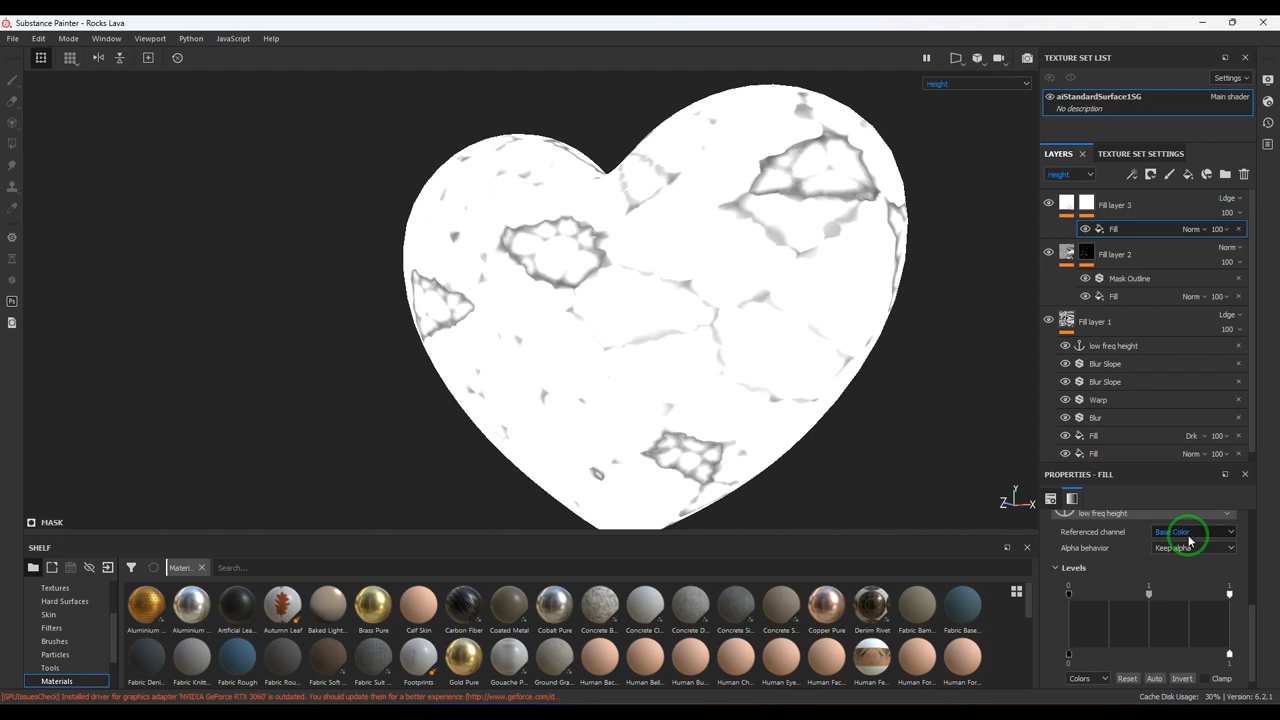 Substance Painter - Rocks Lava
File Edit Mode Window Viewport Python JavaScript Help
Height
MASK
Y
Z X
TEXTURE SET LIST
Settings
aiStandardSurface1SG Main shader
No description
LAYERS TEXTURE SET SETTINGS
Height
Fill layer 3 Ldge
100
Fill Norm 100
Fill layer 2 Norm
100
Mask Outline
Fill Norm 100
Fill layer 1 Ldge
100
low freq height
Blur Slope
Blur Slope
Warp
Blur
Fill Drk 100
Fill Norm 100
PROPERTIES - FILL
low freq height
Referenced channel Base Color
Alpha behavior Keep alpha
Levels
0 1 1
0 1
Colors Reset Auto Invert Clamp
SHELF
Materi... Search...
Textures
Hard Surfaces
Skin
Filters
Brushes
Particles
Tools
Materials
Aluminium ... Aluminium ... Artificial Lea... Autumn Leaf Baked Light... Brass Pure Calf Skin Carbon Fiber Coated Metal Cobalt Pure Concrete B... Concrete Cl... Concrete D... Concrete Si... Concrete S... Copper Pure Denim Rivet Fabric Bam... Fabric Base...
Fabric Deni... Fabric Knitt... Fabric Rough Fabric Rou... Fabric Soft ... Fabric Suit ... Footprints Gold Pure Gouache P... Ground Gra... Human Bac... Human Bell... Human Bu... Human Ch... Human Eye... Human Fac... Human Fe... Human For... Human For...
[GPUIssuesCheck] Installed driver for graphics adapter 'NVIDIA GeForce RTX 3060' is outdated. You should update them for a better experience (http://www.geforce.com/d...
Cache Disk Usage: 30% | Version: 6.2.1